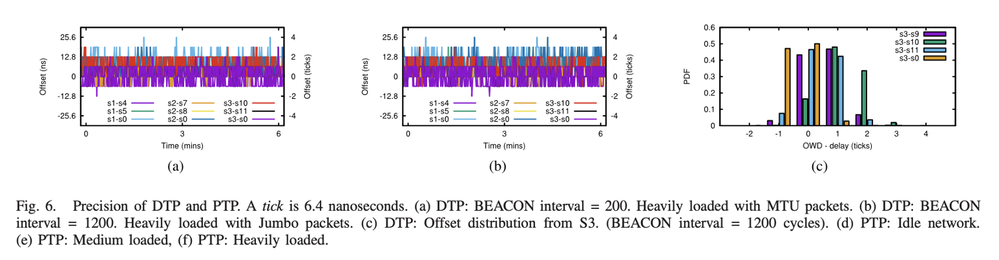 25.6
12.8
0
-12.8
-25.6
Offset (ns)
4
2
0
-2
-4
Offset (ticks)
s1-s4 s2-s7 s3-s10
s1-s5 s2-s8 s3-s11
s1-s0 s2-s0 s3-s0
0 3 6
Time (mins)
(a)
25.6
12.8
0
-12.8
-25.6
Offset (ns)
4
2
0
-2
-4
Offset (ticks)
s1-s4 s2-s7 s3-s10
s1-s5 s2-s8 s3-s11
s1-s0 s2-s0 s3-s0
0 3 6
Time (mins)
(b)
0.6
0.5
0.4
0.3
0.2
0.1
0
PDF
s3-s9
s3-s10
s3-s11
s3-s0
-2 -1 0 1 2 3 4
OWD - delay (ticks)
(c)
Fig. 6. Precision of DTP and PTP. A tick is 6.4 nanoseconds. (a) DTP: BEACON interval = 200. Heavily loaded with MTU packets. (b) DTP: BEACON
interval = 1200. Heavily loaded with Jumbo packets. (c) DTP: Offset distribution from S3. (BEACON interval = 1200 cycles). (d) PTP: Idle network.
(e) PTP: Medium loaded, (f) PTP: Heavily loaded.